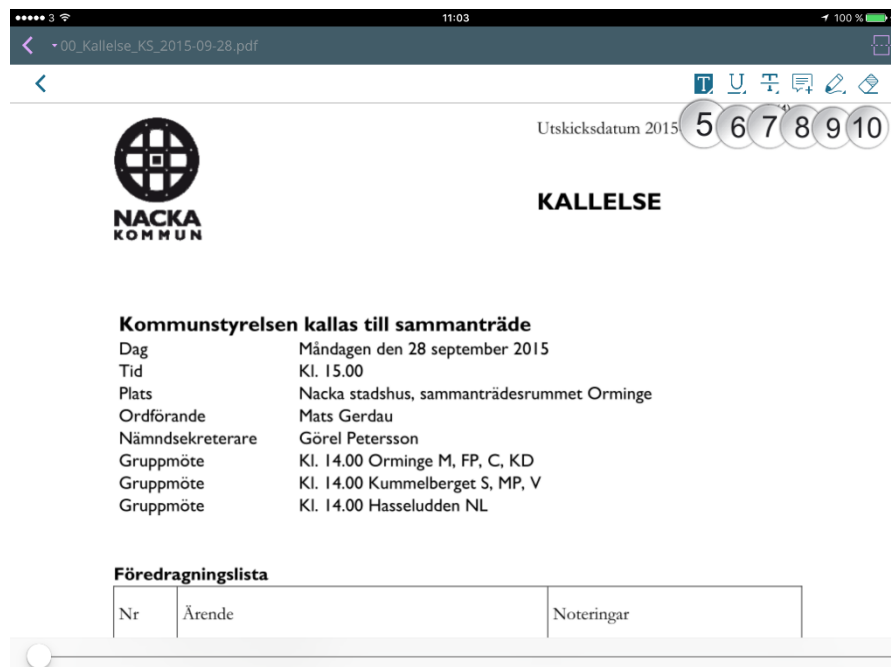 3 11:03 100 %
00_Kallelse_KS_2015-09-28.pdf
T U T
Utskicksdatum 2015 5 6 7 8 9 10
NACKA
KOMMUN
KALLELSE
Kommunstyrelsen kallas till sammanträde
Dag Måndagen den 28 september 2015
Tid Kl. 15.00
Plats Nacka stadshus, sammanträdesrummet Orminge
Ordförande Mats Gerdau
Nämndsekreterare Görel Petersson
Gruppmöte Kl. 14.00 Orminge M, FP, C, KD
Gruppmöte Kl. 14.00 Kummelberget S, MP, V
Gruppmöte Kl. 14.00 Hasseludden NL
Föredragningslista
Nr Ärende Noteringar